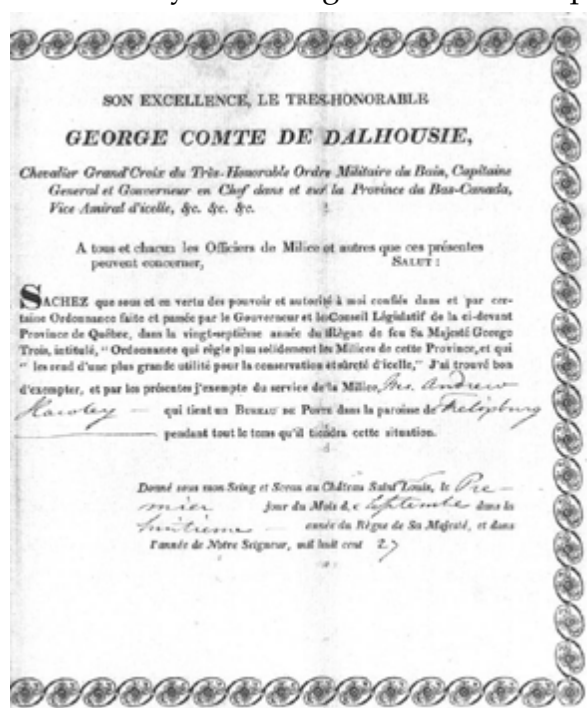 SON EXCELLENCE, LE TRES-HONORABLE
GEORGE COMTE DE DALHOUSIE,
Chevalier Grand'Croix du Très-Honorable Ordre Militaire du Bain, Capitaine
General et Gouverneur en Chef dans et sur la Province du Bas-Canada,
Vice Amiral d'icelle, &c. &c. &c.
A tous et chacun les Officiers de Milice et autres que ces présentes
peuvent concerner, SALUT :
SACHEZ que sous et en vertu des pouvoir et autorité à moi confiés dans et par cer-
taine Ordonnance faite et passée par le Gouverneur et le Conseil Législatif de la ci-devant
Province de Québec, dans la vingt-septième année du Règne de feu Sa Majesté George
Trois, intitulé, "Ordonnance qui règle plus solidement les Milices de cette Province, et qui
" les rend d'une plus grande utilité pour la conservation et sûreté d'icelle," J'ai trouvé bon
d'exempter, et par les présentes j'exempte du service de la Milice, Andrew
— qui tient un BUREAU DE POSTE dans la paroisse de
pendant tout le tems qu'il tiendra cette situation.
Donné sous mon Seing et Sceau au Château Saint Louis, le Pre-
mier jour du Mois de Septembre dans la
huitieme — année du Règne de Sa Majesté, et dans
l'année de Nôtre Seigneur, mil huit cent 27